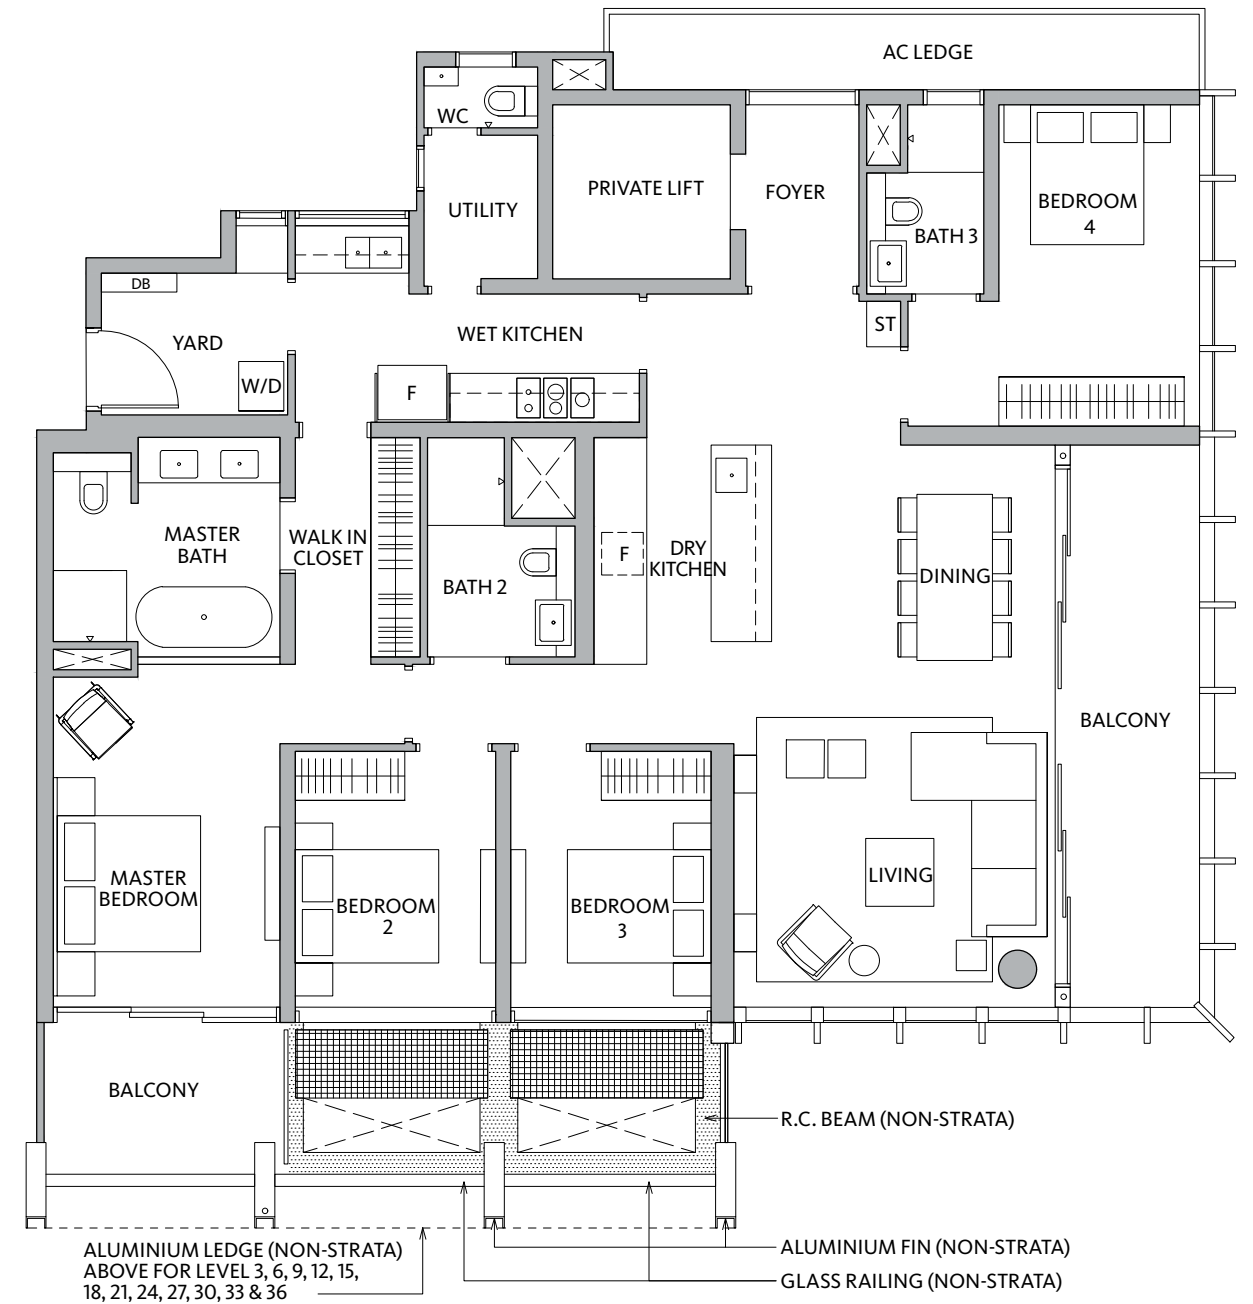 AC LEDGE
WC
PRIVATE LIFT
FOYER
UTILITY
BATH 3
BEDROOM
4
DB
YARD
WET KITCHEN
ST
W/D
F
MASTER
BATH
WALK IN
CLOSET
BATH 2
F
DRY
KITCHEN
DINING
BALCONY
MASTER
BEDROOM
BEDROOM
2
BEDROOM
3
LIVING
BALCONY
R.C. BEAM (NON-STRATA)
ALUMINIUM LEDGE (NON-STRATA)
ABOVE FOR LEVEL 3, 6, 9, 12, 15,
18, 21, 24, 27, 30, 33 & 36
ALUMINIUM FIN (NON-STRATA)
GLASS RAILING (NON-STRATA)